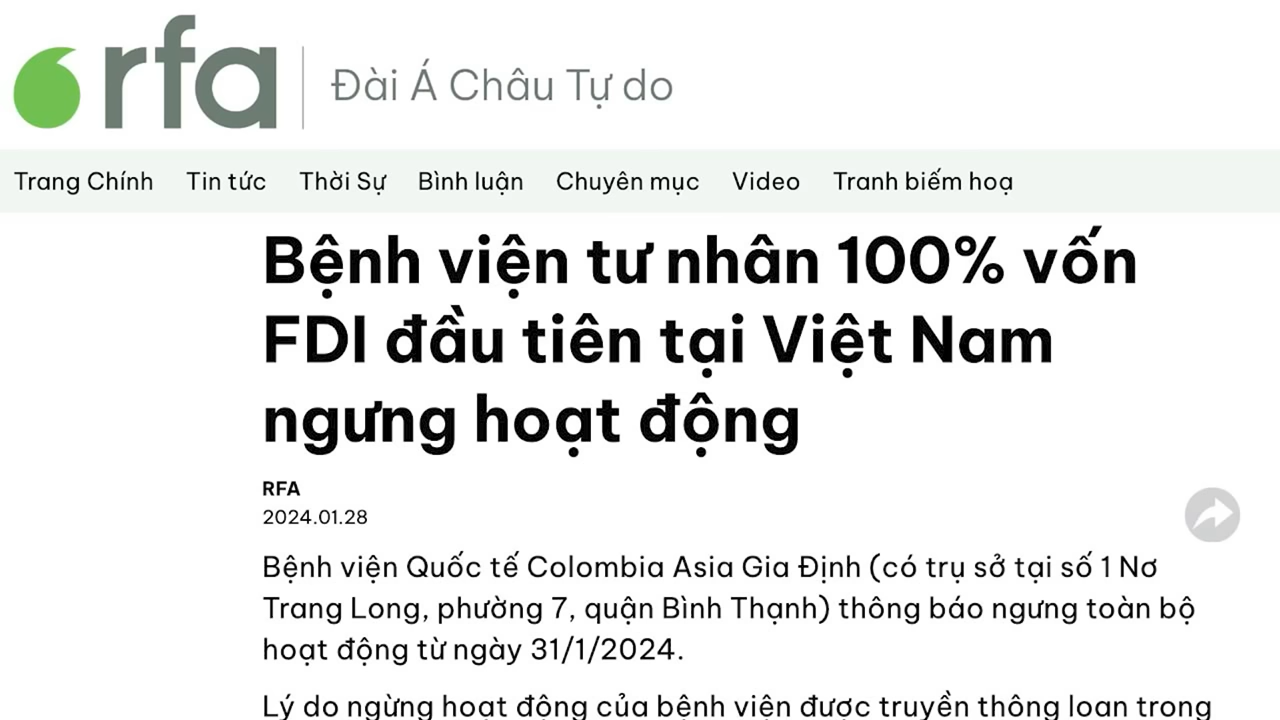 rfa
Đài Á Châu Tự do
Trang Chính Tin tức Thời Sự Bình luận Chuyên mục Video Tranh biếm hoạ
Bệnh viện tư nhân 100% vốn
FDI đầu tiên tại Việt Nam
ngưng hoạt động
RFA
2024.01.28
Bệnh viện Quốc tế Colombia Asia Gia Định (có trụ sở tại số 1 Nơ
Trang Long, phường 7, quận Bình Thạnh) thông báo ngưng toàn bộ
hoạt động từ ngày 31/1/2024.
Lý do ngừng hoạt động của bệnh viện được truyền thông loan trong